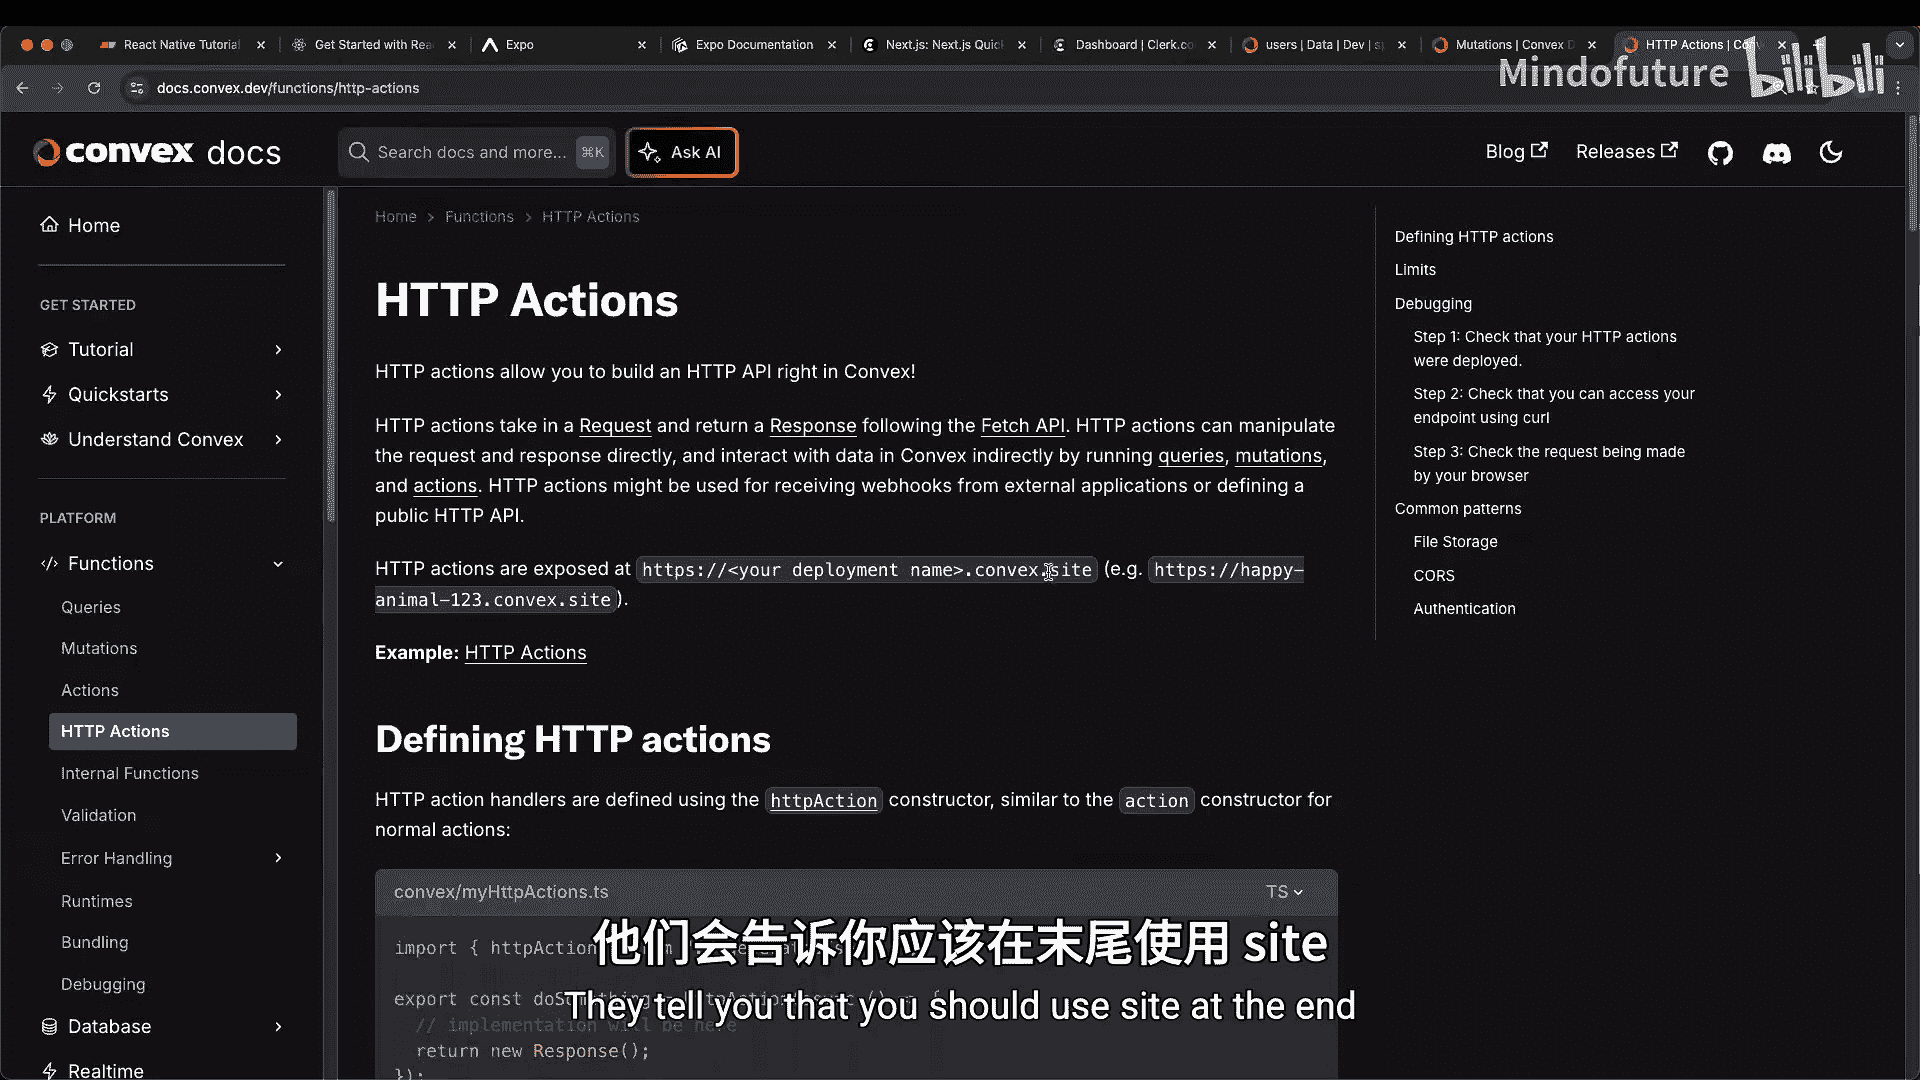 React Native Tutorial
Get Started with Rea
Expo
Expo Documentation
Next.js: Next.js Quic
Dashboard | Clerk.co
users | Data | Dev | s
Mutations | Convex D
HTTP Actions | Co
Mindofuture
bilibili
docs.convex.dev/functions/http-actions
convex docs
Search docs and more...
⌘K
Ask AI
Blog
Releases
Home
GET STARTED
Tutorial
Quickstarts
Understand Convex
PLATFORM
Functions
Queries
Mutations
Actions
HTTP Actions
Internal Functions
Validation
Error Handling
Runtimes
Bundling
Debugging
Database
Realtime
Home > Functions > HTTP Actions
HTTP Actions
HTTP actions allow you to build an HTTP API right in Convex!
HTTP actions take in a Request and return a Response following the Fetch API. HTTP actions can manipulate
the request and response directly, and interact with data in Convex indirectly by running queries, mutations,
and actions. HTTP actions might be used for receiving webhooks from external applications or defining a
public HTTP API.
HTTP actions are exposed at https://<your deployment name>.convex.site (e.g. https://happy-
animal-123.convex.site).
Example: HTTP Actions
Defining HTTP actions
HTTP action handlers are defined using the httpAction constructor, similar to the action constructor for
normal actions:
convex/myHttpActions.ts
TS
import { httpAction
export const doSomething = httpAction(async () => {
// implementation will be here
return new Response();
});
Defining HTTP actions
Limits
Debugging
Step 1: Check that your HTTP actions
were deployed.
Step 2: Check that you can access your
endpoint using curl
Step 3: Check the request being made
by your browser
Common patterns
File Storage
CORS
Authentication
他们会告诉你应该在末尾使用 site
They tell you that you should use site at the end